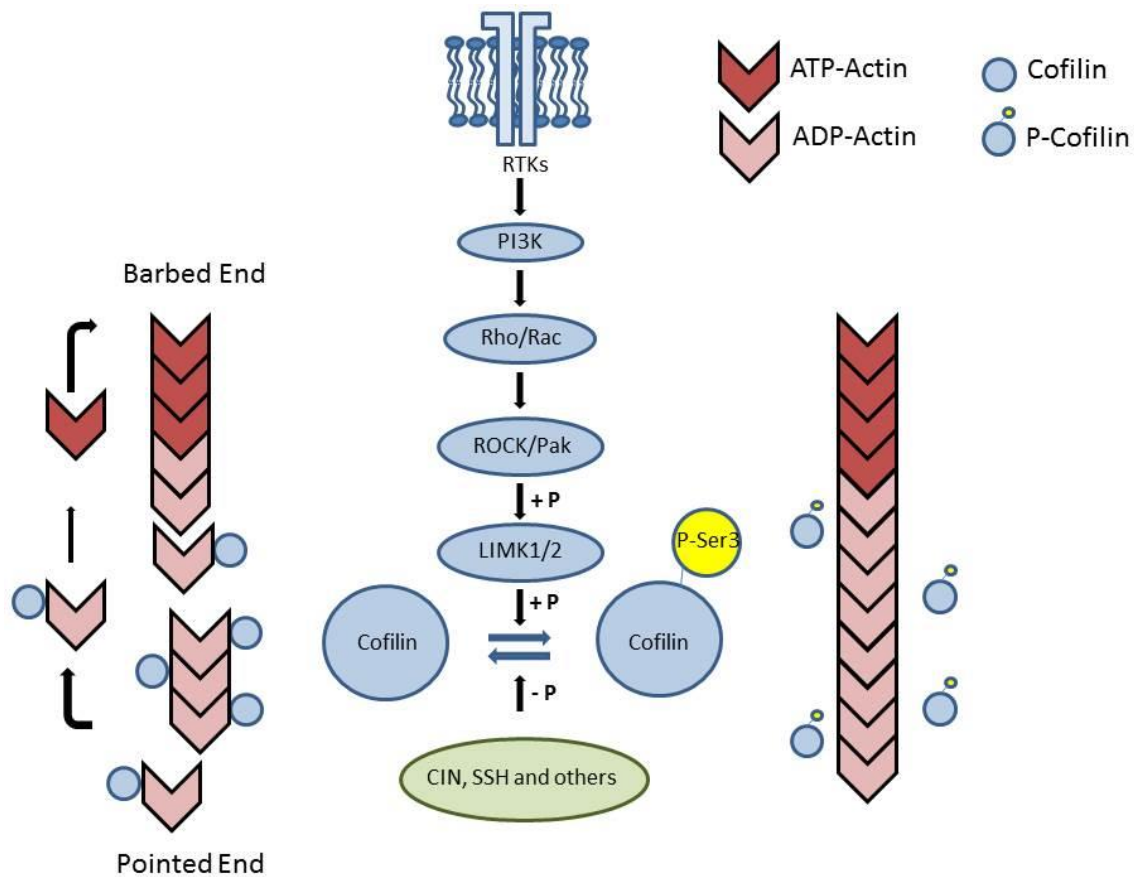 ATP-Actin
Cofilin
ADP-Actin
P-Cofilin
RTKs
PI3K
Barbed End
Rho/Rac
ROCK/Pak
+ P
LIMK1/2
P-Ser3
+ P
Cofilin
Cofilin
- P
CIN, SSH and others
Pointed End